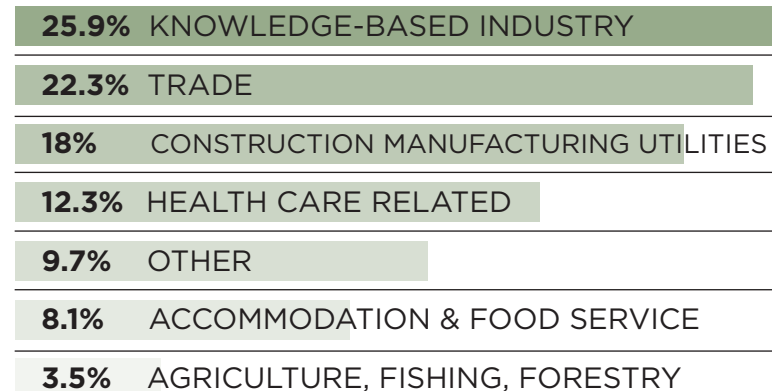 25.9% KNOWLEDGE-BASED INDUSTRY
22.3% TRADE
18% CONSTRUCTION MANUFACTURING UTILITIES
12.3% HEALTH CARE RELATED
9.7% OTHER
8.1% ACCOMMODATION & FOOD SERVICE
3.5% AGRICULTURE, FISHING, FORESTRY